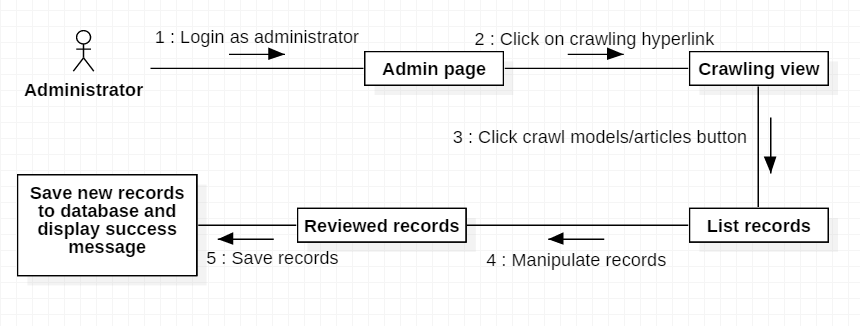 1 : Login as administrator
2 : Click on crawling hyperlink
Administrator
Admin page
Crawling view
3 : Click crawl models/articles button
Save new records
to database and
display success
message
Reviewed records
List records
5 : Save records
4 : Manipulate records